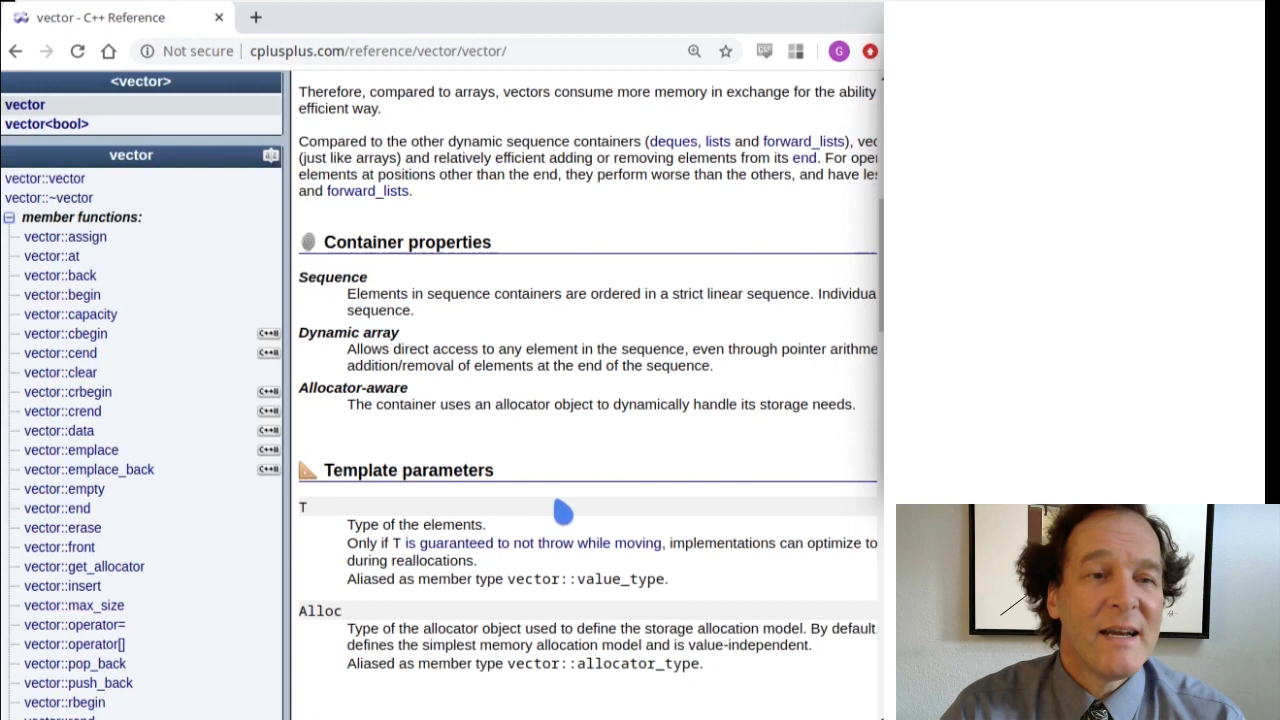 vector - C++ Reference
Not secure
cplusplus.com/reference/vector/vector/
G
<vector>
vector
vector<bool>
vector
vector::vector
vector::~vector
member functions:
vector::assign
vector::at
vector::back
vector::begin
vector::capacity
vector::cbegin
C++11
vector::cend
C++11
vector::clear
vector::crbegin
C++11
vector::crend
C++11
vector::data
C++11
vector::emplace
C++11
vector::emplace_back
C++11
vector::empty
vector::end
vector::erase
vector::front
vector::get_allocator
vector::insert
vector::max_size
vector::operator=
vector::operator[]
vector::pop_back
vector::push_back
vector::rbegin
Therefore, compared to arrays, vectors consume more memory in exchange for the ability
efficient way.
Compared to the other dynamic sequence containers (deques, lists and forward_lists), vec
(just like arrays) and relatively efficient adding or removing elements from its end. For oper
elements at positions other than the end, they perform worse than the others, and have les
and forward_lists.
Container properties
Sequence
Elements in sequence containers are ordered in a strict linear sequence. Individua
sequence.
Dynamic array
Allows direct access to any element in the sequence, even through pointer arithme
addition/removal of elements at the end of the sequence.
Allocator-aware
The container uses an allocator object to dynamically handle its storage needs.
Template parameters
T
Type of the elements.
Only if T is guaranteed to not throw while moving, implementations can optimize to
during reallocations.
Aliased as member type vector::value_type.
Alloc
Type of the allocator object used to define the storage allocation model. By default
defines the simplest memory allocation model and is value-independent.
Aliased as member type vector::allocator_type.